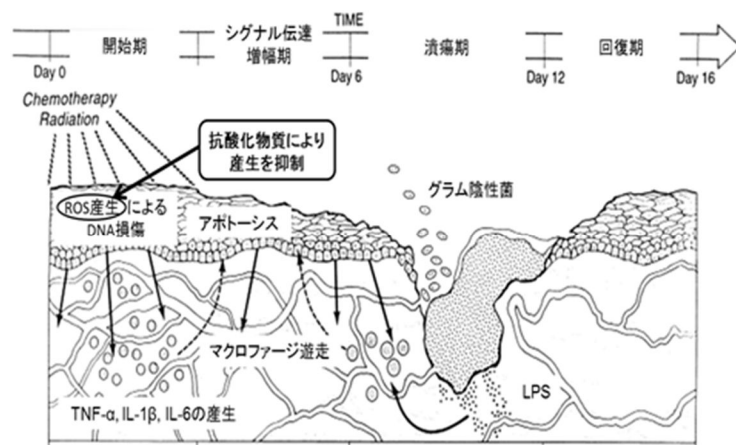 TIME
開始期
シグナル伝達
増幅期
潰瘍期
回復期
Day 0
Day 6
Day 12
Day 16
Chemotherapy
Radiation
抗酸化物質により
産生を抑制
グラム陰性菌
ROS産生による
DNA損傷
アポトーシス
マクロファージ遊走
TNF-α, IL-1β, IL-6の産生
LPS